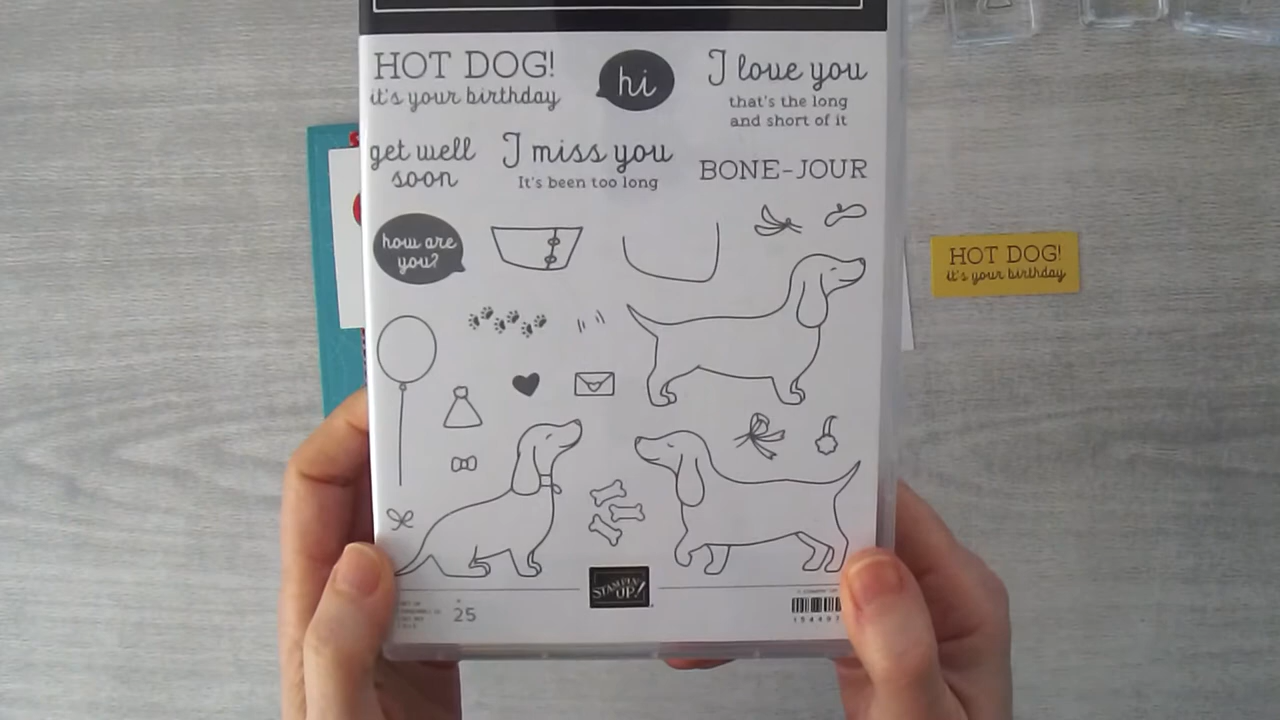 HOT DOG!
it's your birthday
hi
I love you
that's the long
and short of it
get well
soon
I miss you
It's been too long
BONE-JOUR
how are
you?
HOT DOG!
it's your birthday
STAMPIN'
UP!
25